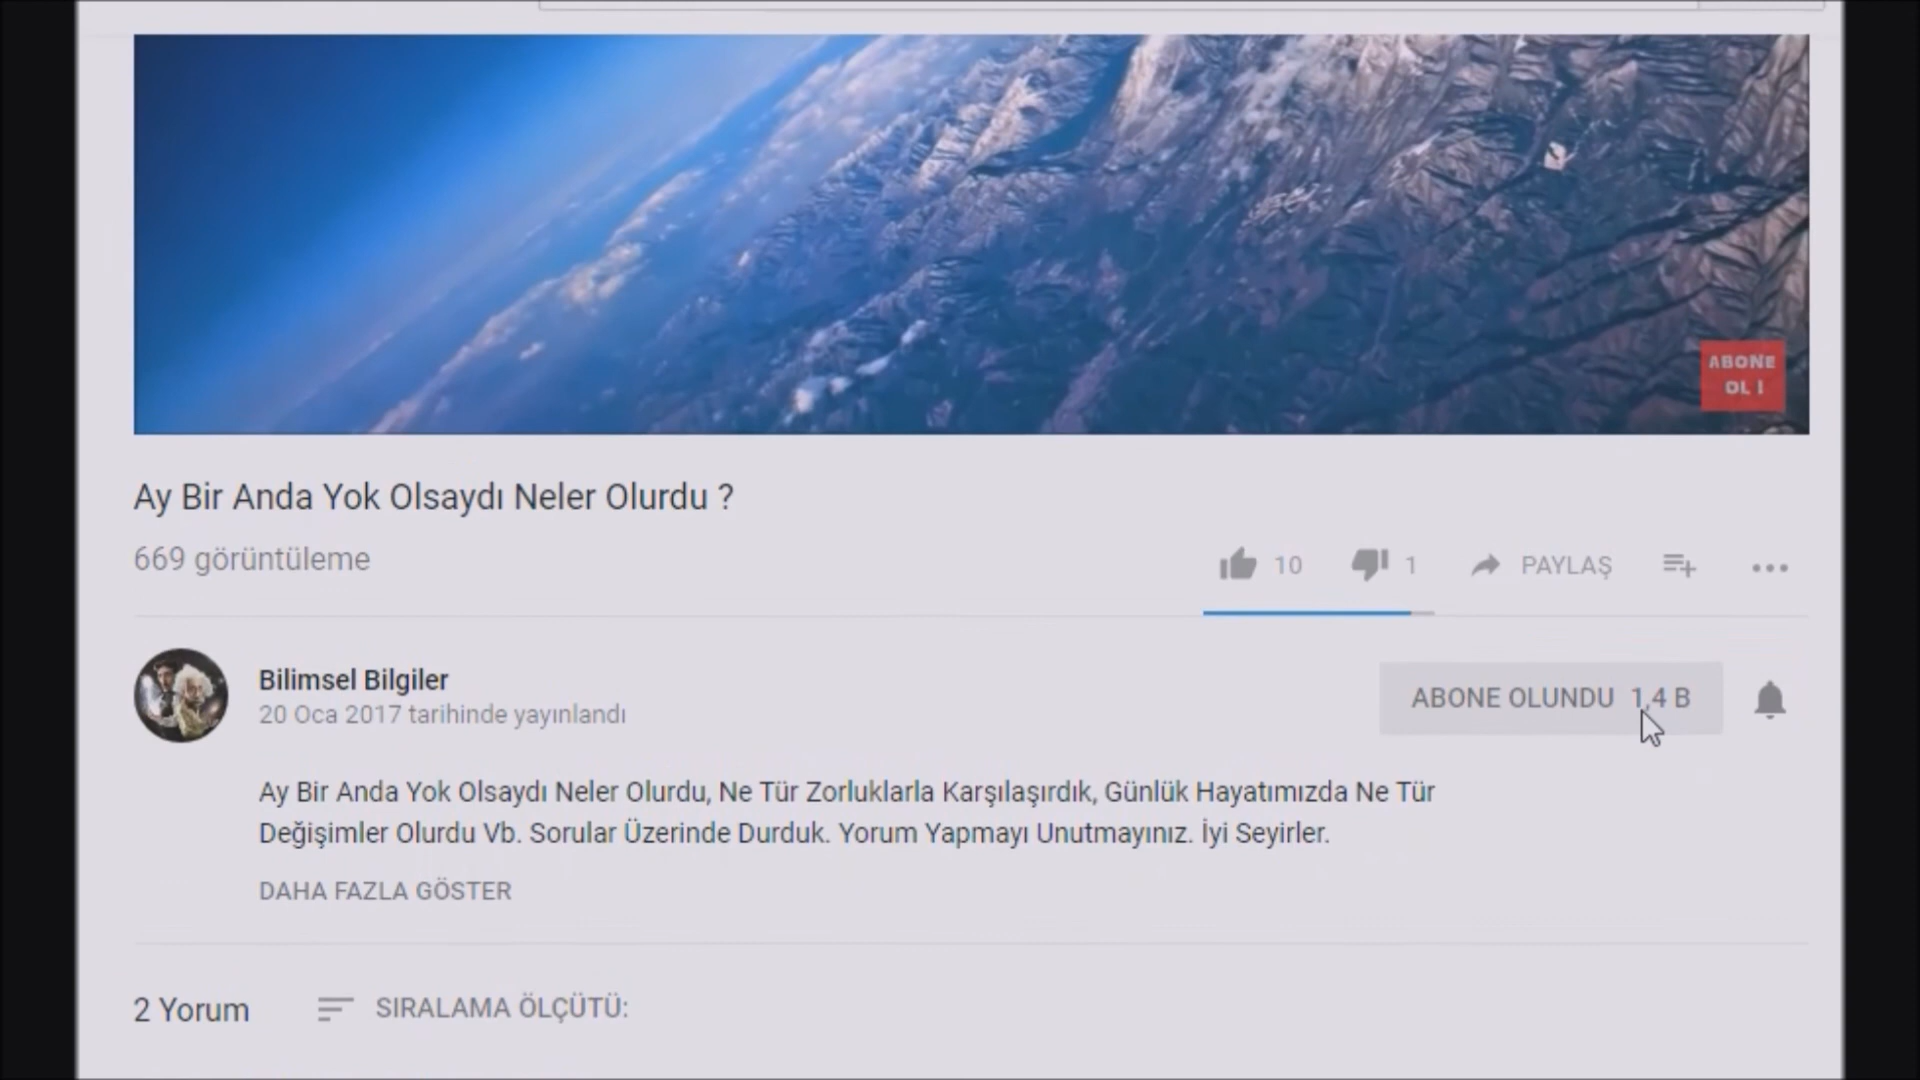 ABONE
OL !
Ay Bir Anda Yok Olsaydı Neler Olurdu ?
669 görüntüleme
10
1
PAYLAŞ
Bilimsel Bilgiler
20 Oca 2017 tarihinde yayınlandı
ABONE OLUNDU 1,4 B
Ay Bir Anda Yok Olsaydı Neler Olurdu, Ne Tür Zorluklarla Karşılaşırdık, Günlük Hayatımızda Ne Tür
Değişimler Olurdu Vb. Sorular Üzerinde Durduk. Yorum Yapmayı Unutmayınız. İyi Seyirler.
DAHA FAZLA GÖSTER
2 Yorum
SIRALAMA ÖLÇÜTÜ: